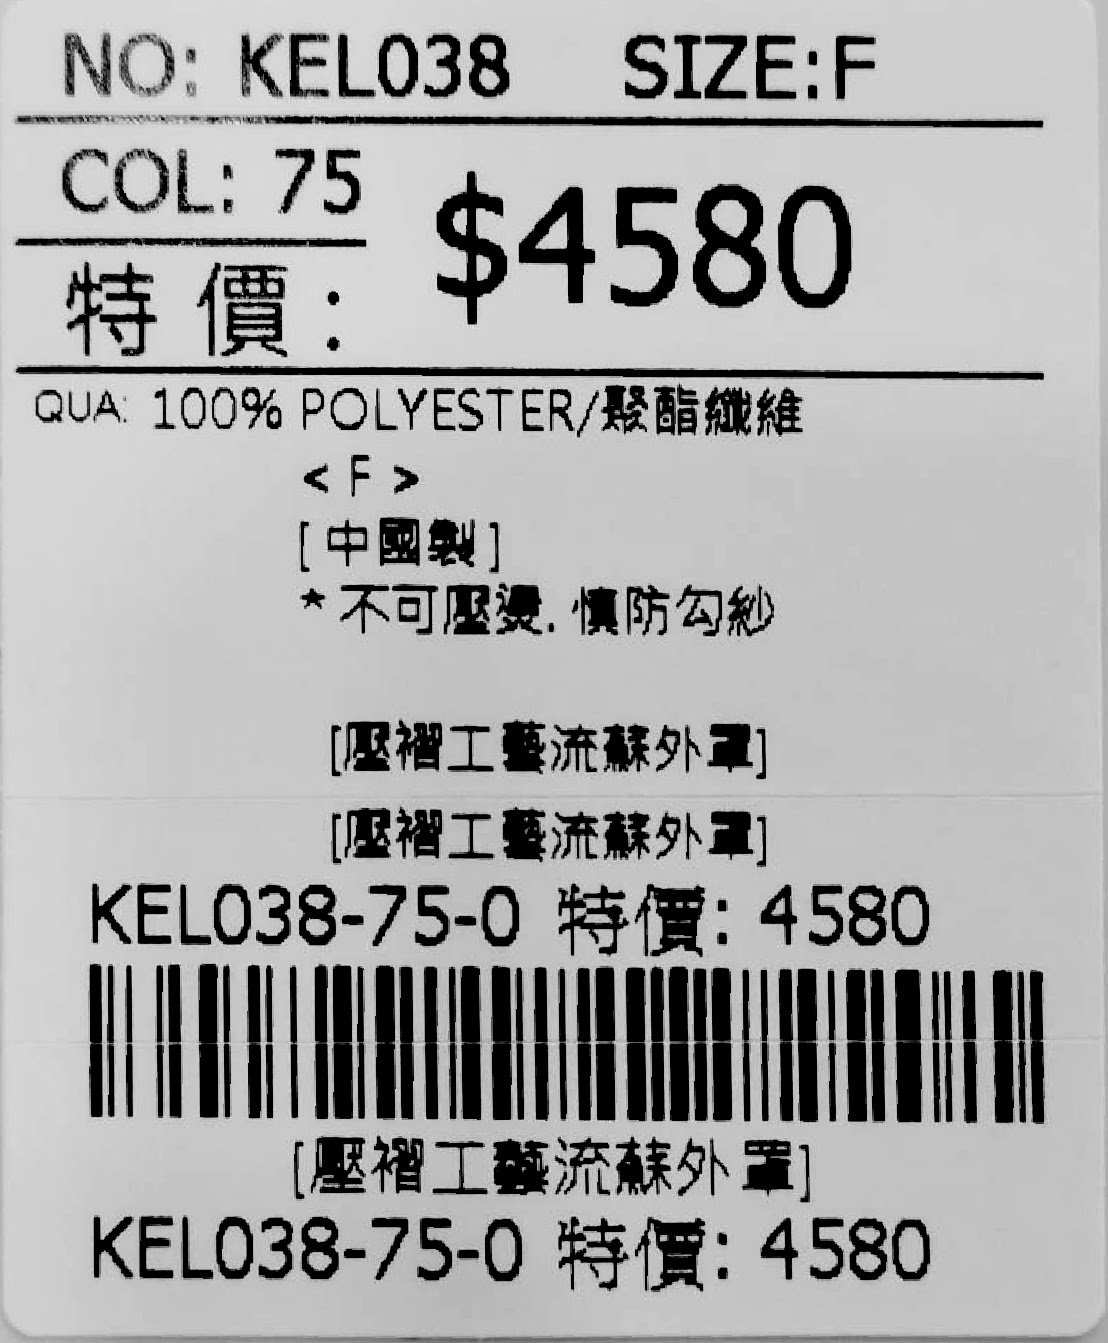 NO: KEL038 SIZE:F
COL: 75
$4580
特價:
QUA: 100% POLYESTER/聚酯纖維
< F >
[中國製]
*不可壓燙.慎防勾紗
[壓褶工藝流蘇外罩]
[壓褶工藝流蘇外罩]
KEL038-75-0 特價: 4580
[壓褶工藝流蘇外罩]
KEL038-75-0 特價: 4580